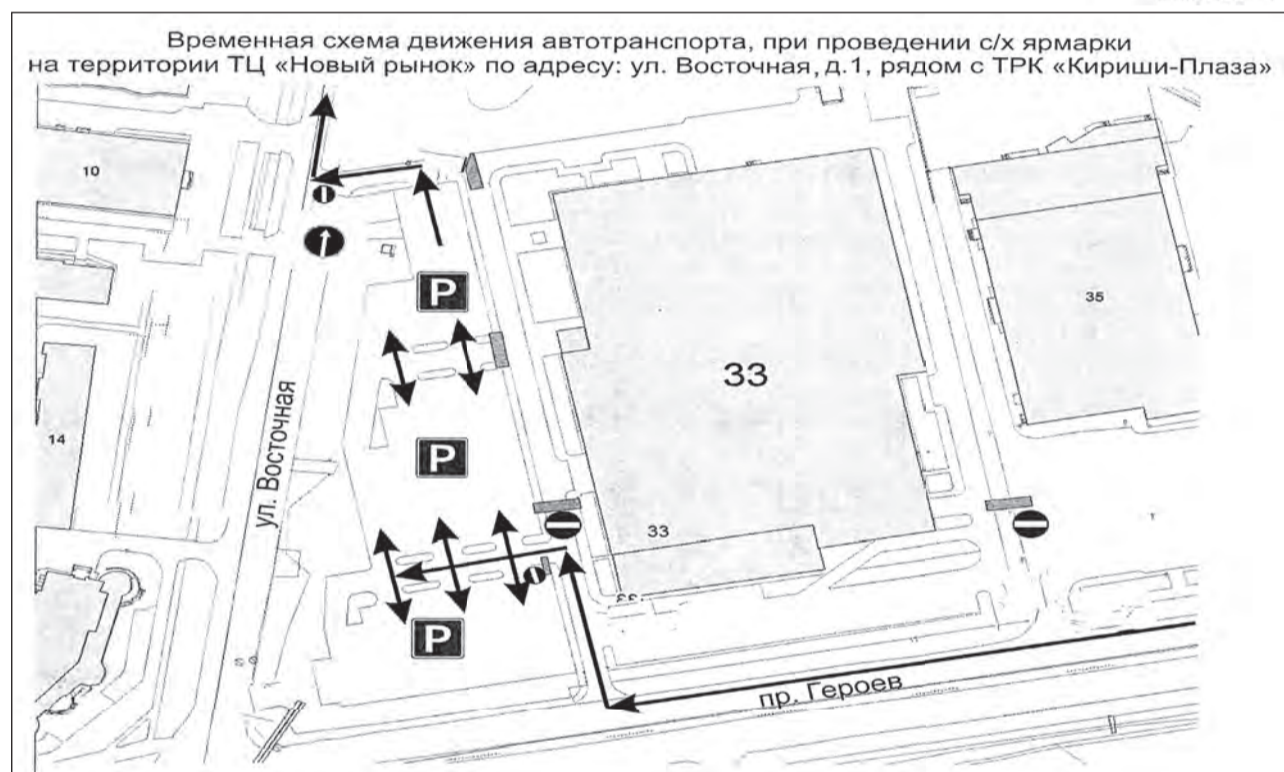 Временная схема движения автотранспорта, при проведении с/х ярмарки
на территории ТЦ «Новый рынок» по адресу: ул. Восточная, д.1, рядом с ТРК «Кириши-Плаза»
10
P
35
33
ул. Восточная
14
P
33
33
P
пр. Героев